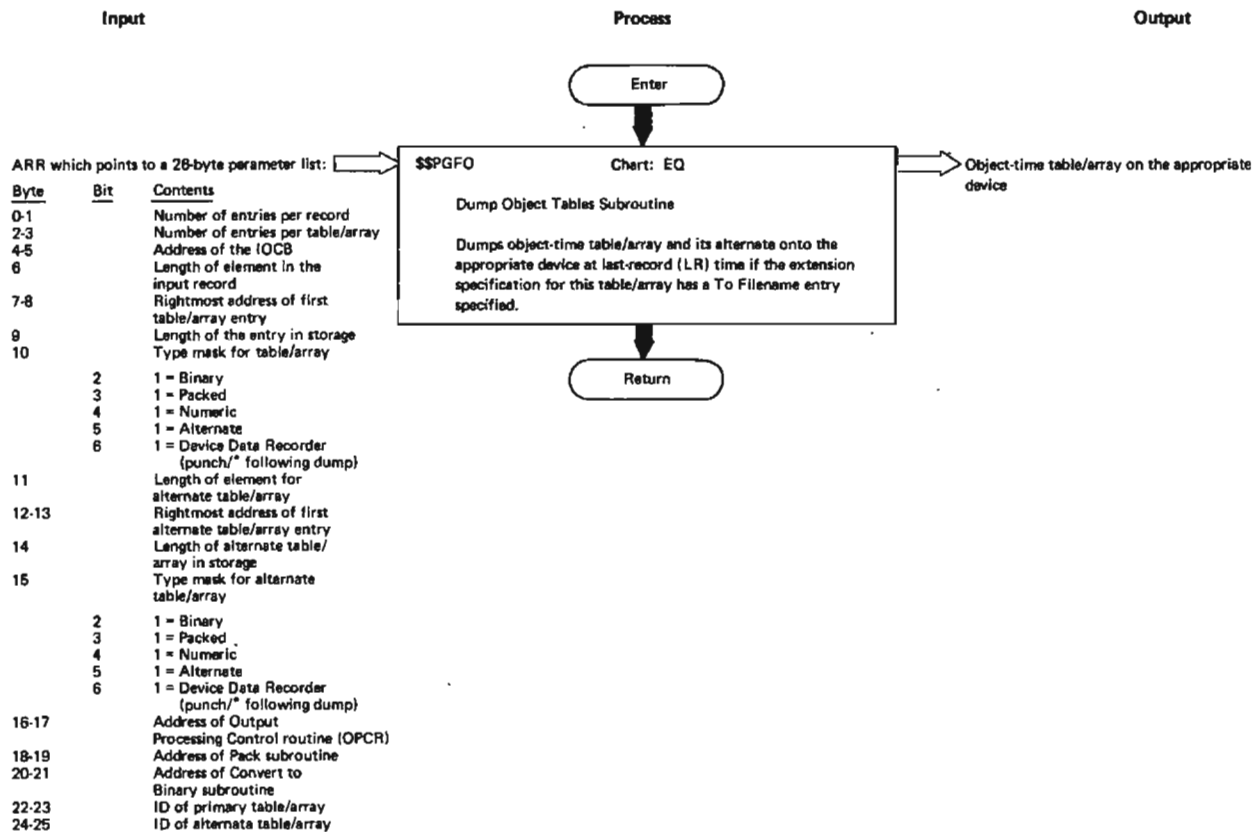 Input Process Output
Enter
ARR which points to a 26-byte parameter list:
$$PGFO Chart: EQ
Object-time table/array on the appropriate
device
Dump Object Tables Subroutine
Dumps object-time table/array and its alternate onto the
appropriate device at last-record (LR) time if the extension
specification for this table/array has a To Filename entry
specified.
Return
Byte Bit Contents
0-1 Number of entries per record
2-3 Number of entries per table/array
4-5 Address of the IOCB
6 Length of element in the
input record
7-8 Rightmost address of first
table/array entry
9 Length of the entry in storage
10 Type mask for table/array
2 1 = Binary
3 1 = Packed
4 1 = Numeric
5 1 = Alternate
6 1 = Device Data Recorder
(punch/* following dump)
11 Length of element for
alternate table/array
12-13 Rightmost address of first
alternate table/array entry
14 Length of alternate table/
array in storage
15 Type mask for alternate
table/array
2 1 = Binary
3 1 = Packed
4 1 = Numeric
5 1 = Alternate
6 1 = Device Data Recorder
(punch/* following dump)
16-17 Address of Output
Processing Control routine (OPCR)
18-19 Address of Pack subroutine
20-21 Address of Convert to
Binary subroutine
22-23 ID of primary table/array
24-25 ID of alternate table/array